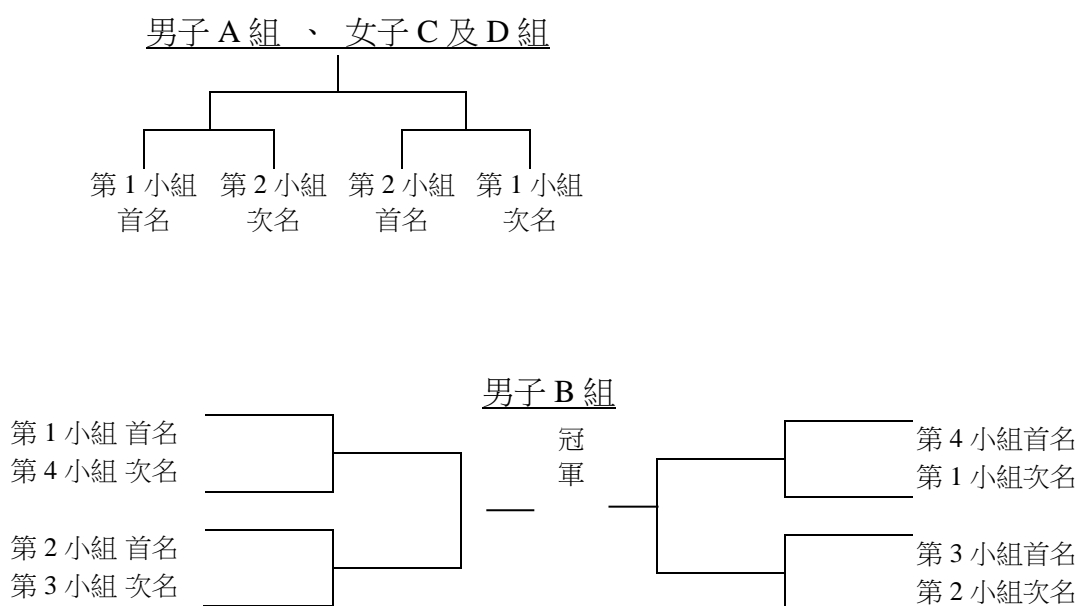 男子 A 組 、 女子 C 及 D 組
第 1 小組 第 2 小組 第 2 小組 第 1 小組
首名 次名 首名 次名
男子 B 組
冠
軍
第 1 小組 首名
第 4 小組 次名
第 2 小組 首名
第 3 小組 次名
第 4 小組首名
第 1 小組次名
第 3 小組首名
第 2 小組次名